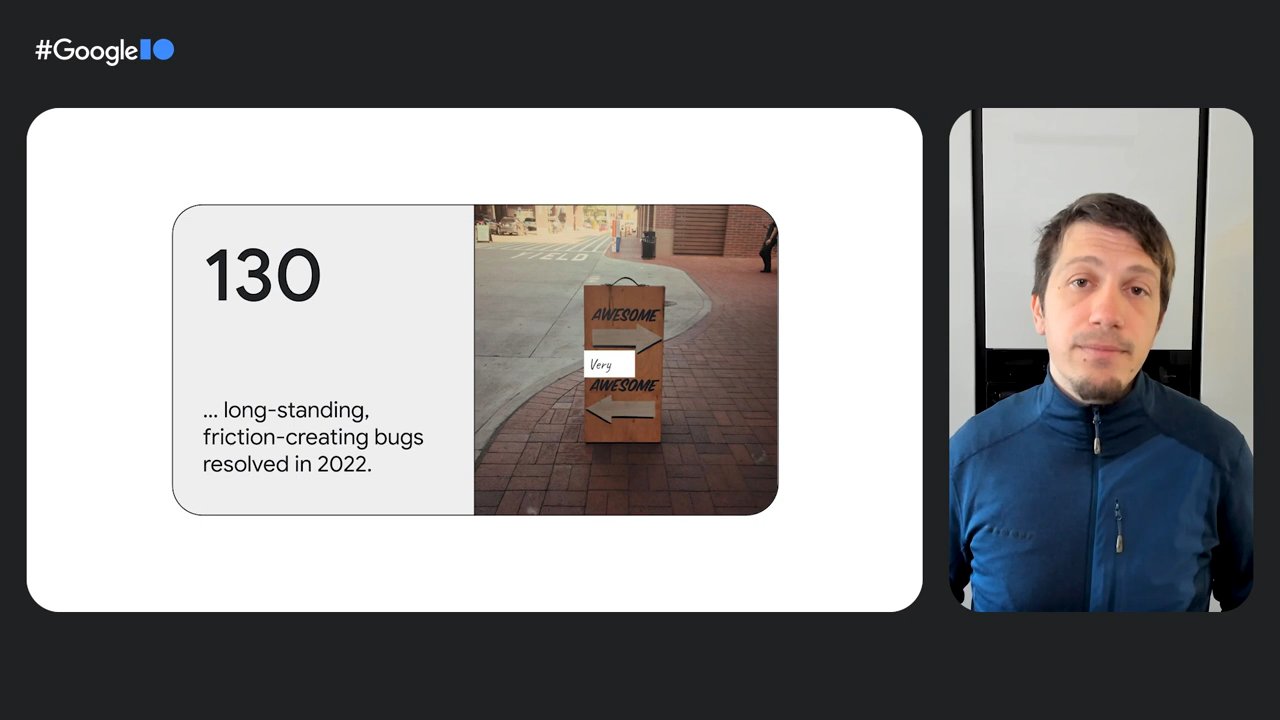 #GoogleIO
130
... long-standing,
friction-creating bugs
resolved in 2022.
YIELD
AWESOME
Very
AWESOME